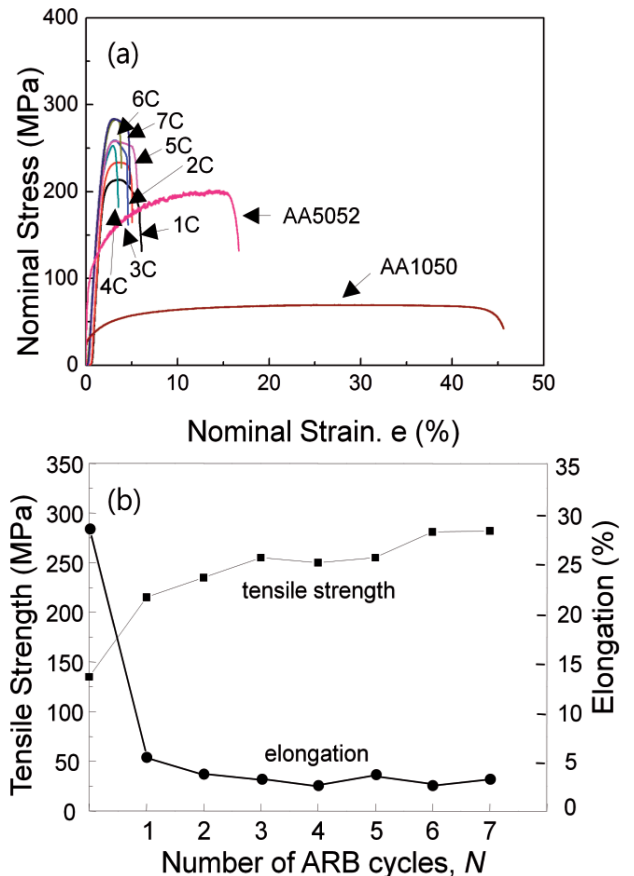 (a)
Nominal Stress (MPa)
400
300
200
100
0
6C
7C
5C
2C
1C
3C
4C
AA5052
AA1050
0 10 20 30 40 50
Nominal Strain. e (%)
(b)
Tensile Strength (MPa)
350
300
250
200
150
100
50
0
tensile strength
elongation
35
30
25
20
15
10
5
0
Elongation (%)
1 2 3 4 5 6 7
Number of ARB cycles, N